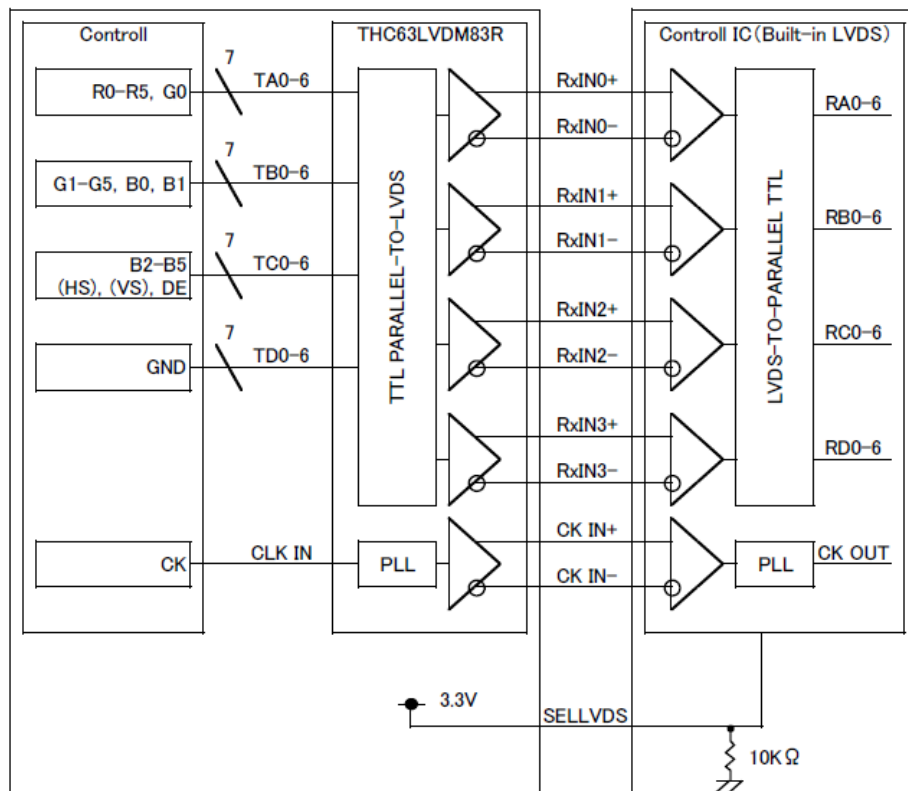 Controll
THC63LVDM83R
Controll IC(Built-in LVDS)
7
R0-R5, G0
TA0-6
RxIN0+
RxIN0-
RA0-6
7
G1-G5, B0, B1
TB0-6
RxIN1+
RxIN1-
RB0-6
7
B2-B5
(HS), (VS), DE
TC0-6
RxIN2+
RxIN2-
RC0-6
7
GND
TD0-6
RxIN3+
RxIN3-
RD0-6
TTL PARALLEL-TO-LVDS
LVDS-TO-PARALLEL TTL
CK
CLK IN
PLL
CK IN+
CK IN-
PLL
CK OUT
3.3V
SELLVDS
10KΩ